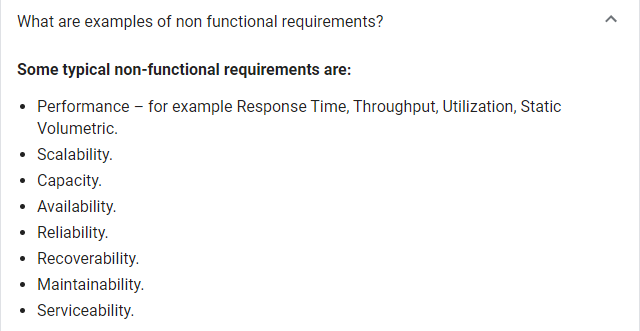 What are examples of non functional requirements?
Some typical non-functional requirements are:
• Performance – for example Response Time, Throughput, Utilization, Static
Volumetric.
• Scalability.
• Capacity.
• Availability.
• Reliability.
• Recoverability.
• Maintainability.
• Serviceability.